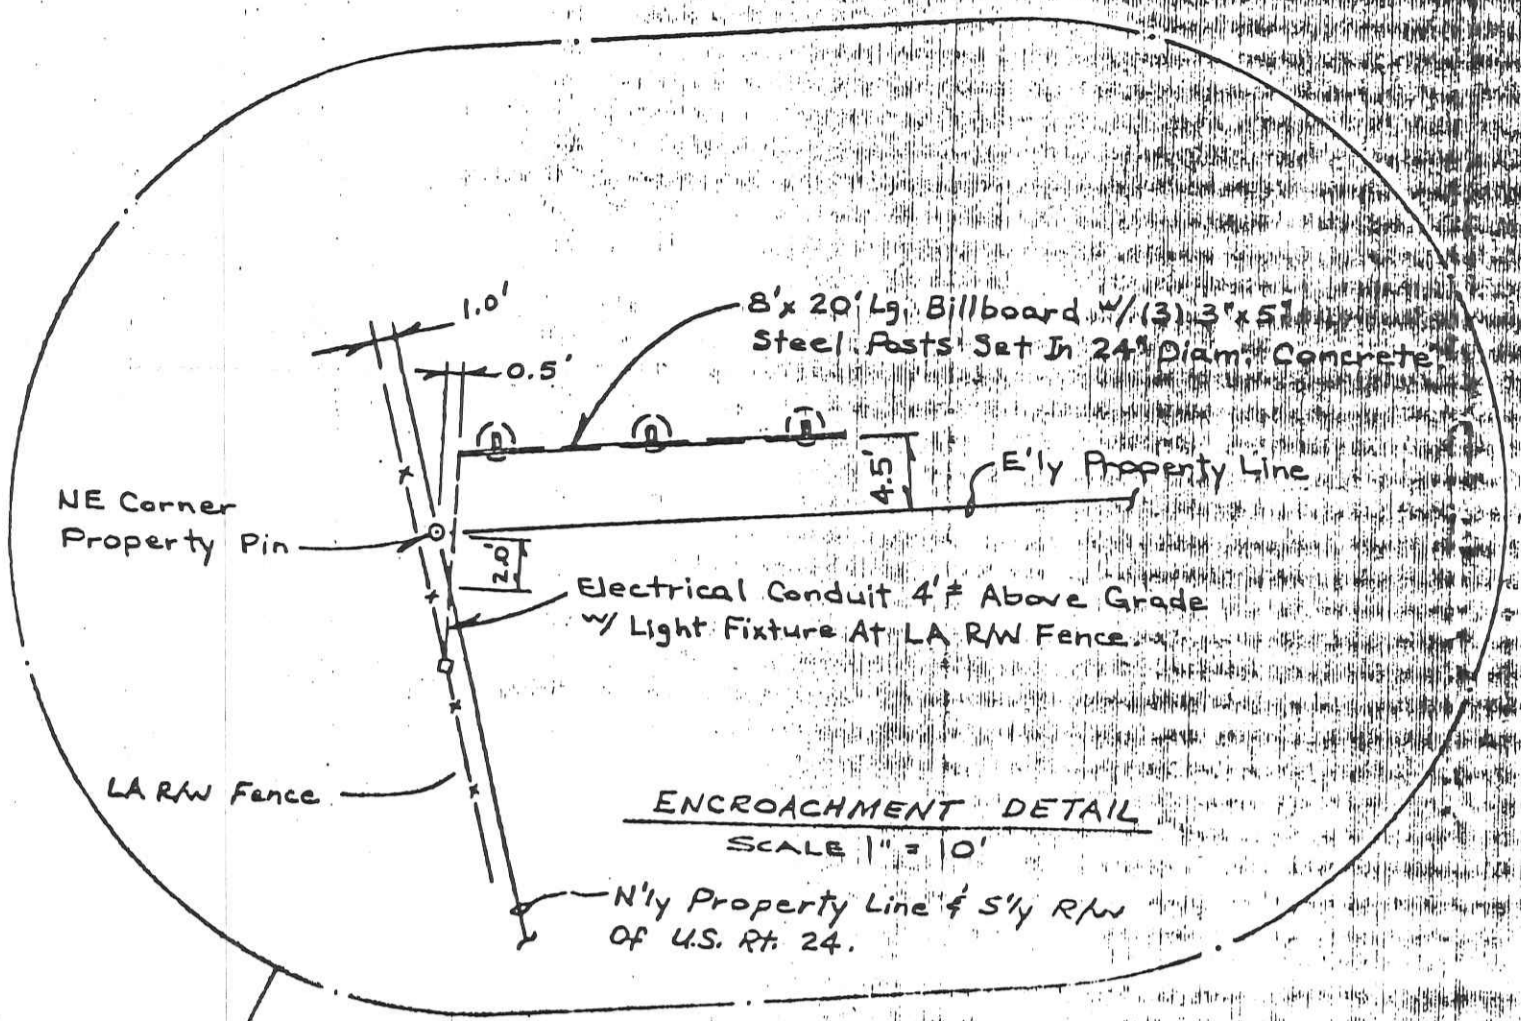 1.0'
0.5'
8' x 20' Lg. Billboard w/ (3) 3" x 5"
Steel Posts Set In 24" Diam. Concrete
4.5'
E'ly Property Line
NE Corner
Property Pin
2.0'
Electrical Conduit 4'± Above Grade
w/ Light Fixture At LA R/W Fence.
LA R/W Fence
ENCROACHMENT DETAIL
SCALE 1" = 10'
N'ly Property Line & S'ly R/W
Of U.S. Rt. 24.